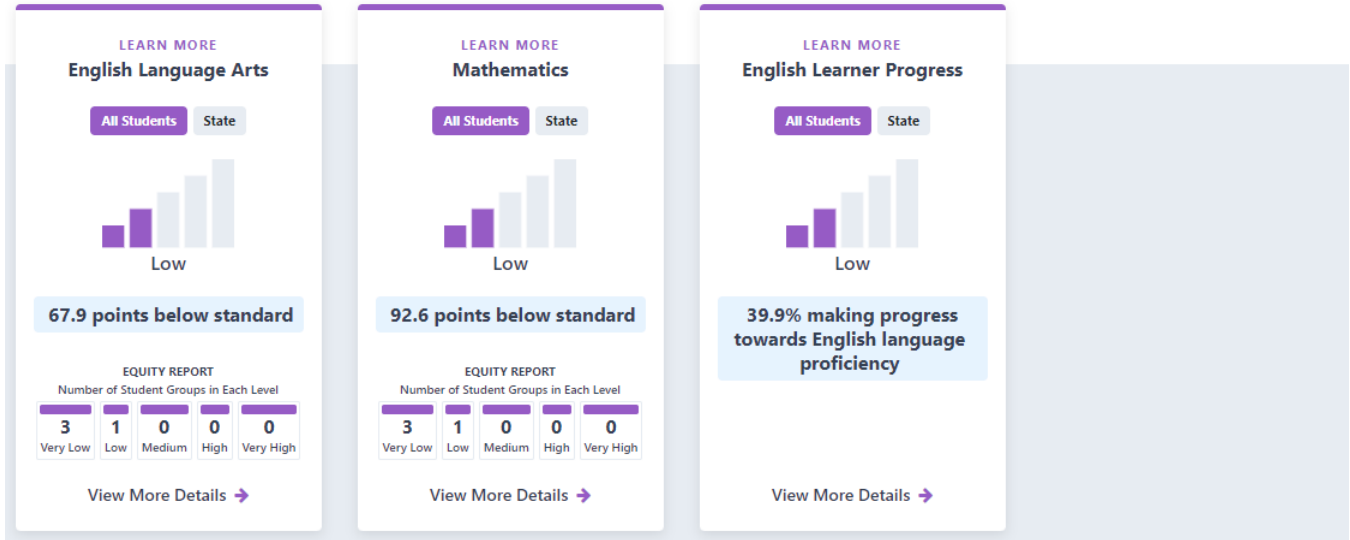 LEARN MORE
English Language Arts
All Students State
Low
67.9 points below standard
EQUITY REPORT
Number of Student Groups in Each Level
3 1 0 0 0
Very Low Low Medium High Very High
View More Details
LEARN MORE
Mathematics
All Students State
Low
92.6 points below standard
EQUITY REPORT
Number of Student Groups in Each Level
3 1 0 0 0
Very Low Low Medium High Very High
View More Details
LEARN MORE
English Learner Progress
All Students State
Low
39.9% making progress
towards English language
proficiency
View More Details